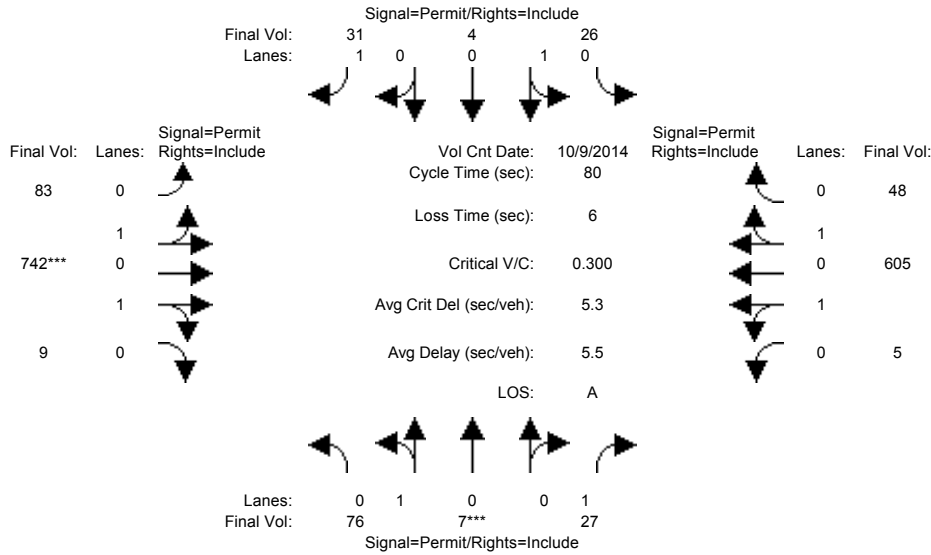 Signal=Permit/Rights=Include
Final Vol: 31 4 26
Lanes: 1 0 0 1 0
Signal=Permit Signal=Permit
Final Vol: Lanes: Rights=Include Vol Cnt Date: 10/9/2014 Rights=Include Lanes: Final Vol:
Cycle Time (sec): 80
83 0 0 48
Loss Time (sec): 6
1 1
742*** 0 Critical V/C: 0.300 0 605
1 Avg Crit Del (sec/veh): 5.3 1
9 0 Avg Delay (sec/veh): 5.5 0 5
LOS: A
Lanes: 0 1 0 0 1
Final Vol: 76 7*** 27
Signal=Permit/Rights=Include